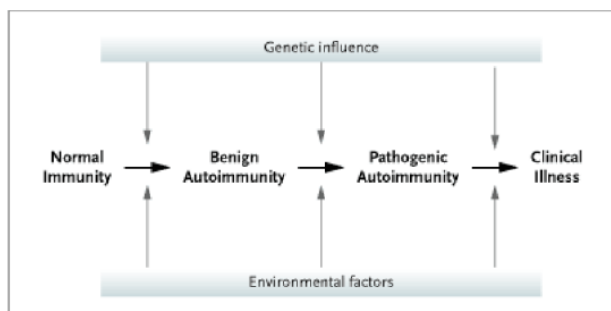 Genetic influence
Normal Immunity
Benign Autoimmunity
Pathogenic Autoimmunity
Clinical Illness
Environmental factors